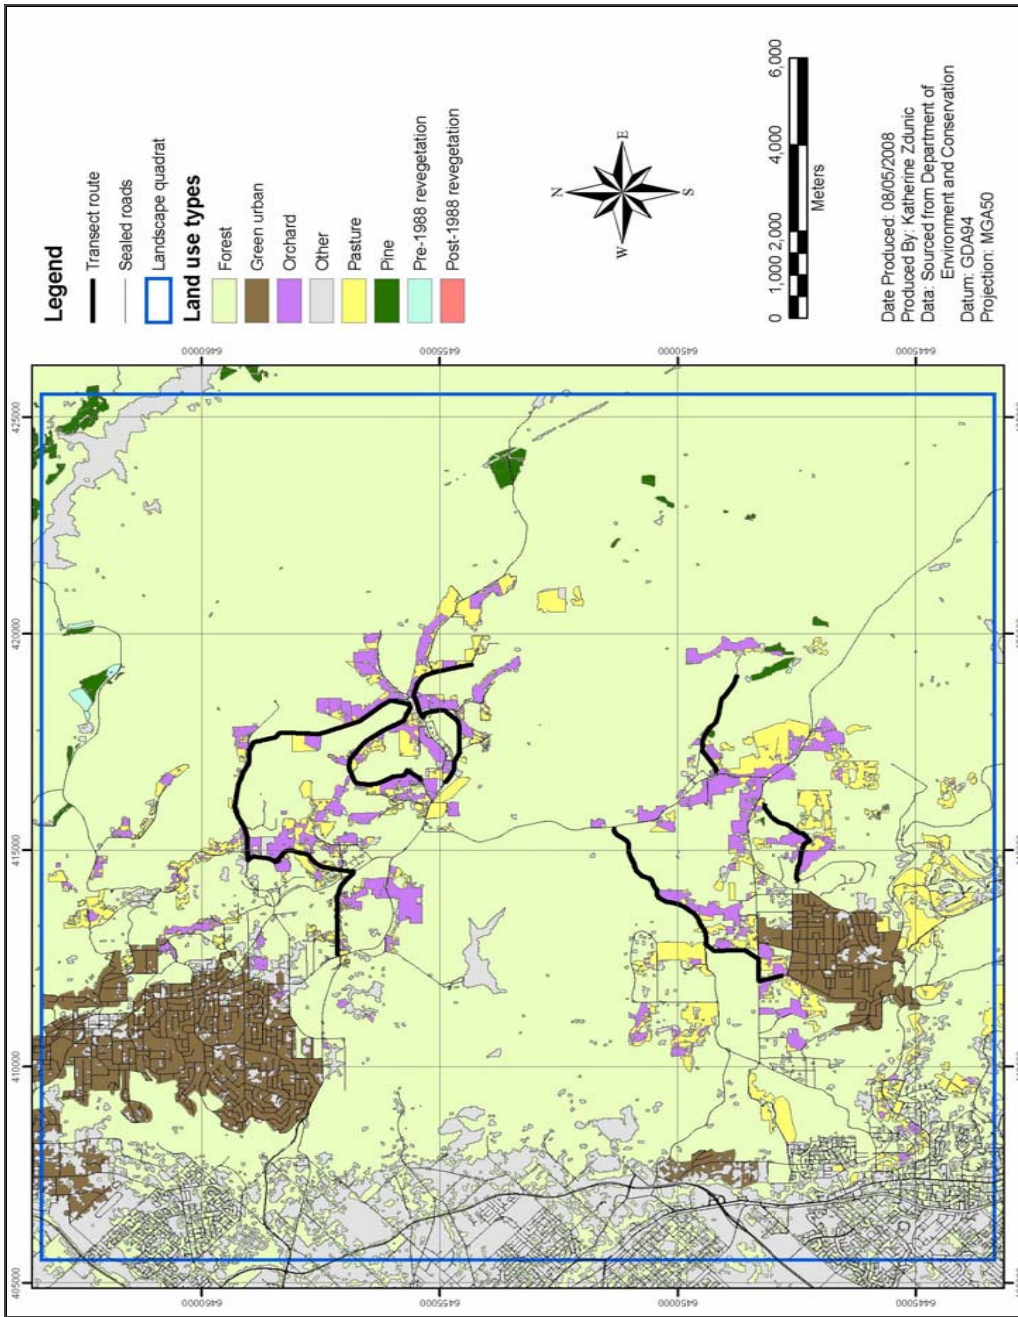 Legend
Transect route
Sealed roads
Landscape quadrat
Land use types
Forest
Green urban
Orchard
Other
Pasture
Pine
Pre-1988 revegetation
Post-1988 revegetation
N
W
E
S
0 1,000 2,000 4,000 6,000
Meters
Date Produced: 08/05/2008
Produced By: Katherine Zdunic
Data: Sourced from Department of
Environment and Conservation
Datum: GDA94
Projection: MGA50
405000
410000
415000
420000
425000
6460000
6455000
6450000
6445000